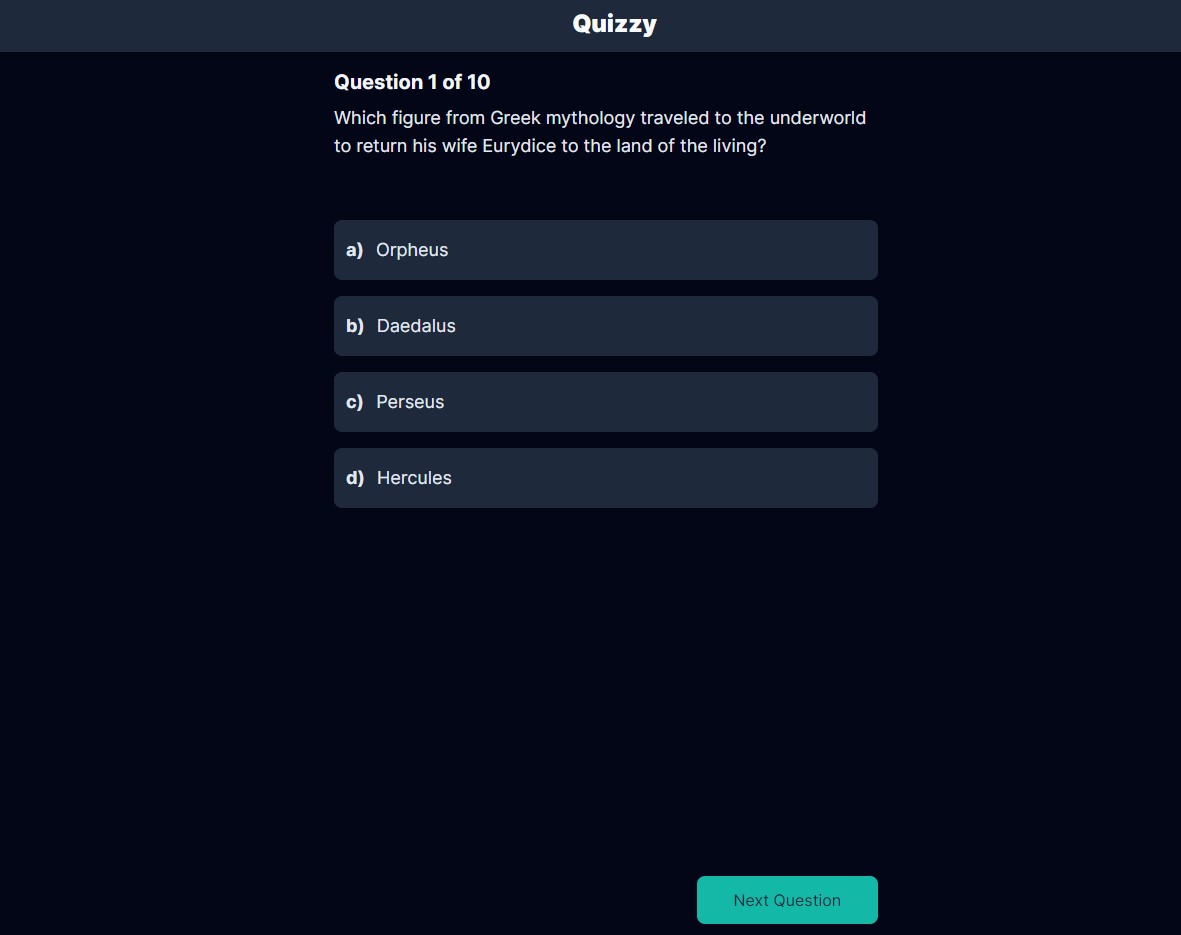 Quizzy
Question 1 of 10
Which figure from Greek mythology traveled to the underworld
to return his wife Eurydice to the land of the living?
a) Orpheus
b) Daedalus
c) Perseus
d) Hercules
Next Question